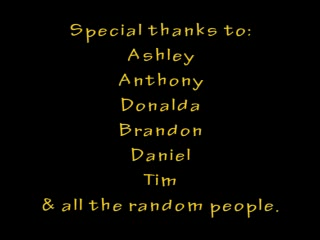 Special thanks to:
Ashley
Anthony
Donalda
Brandon
Daniel
Tim
& all the random people.